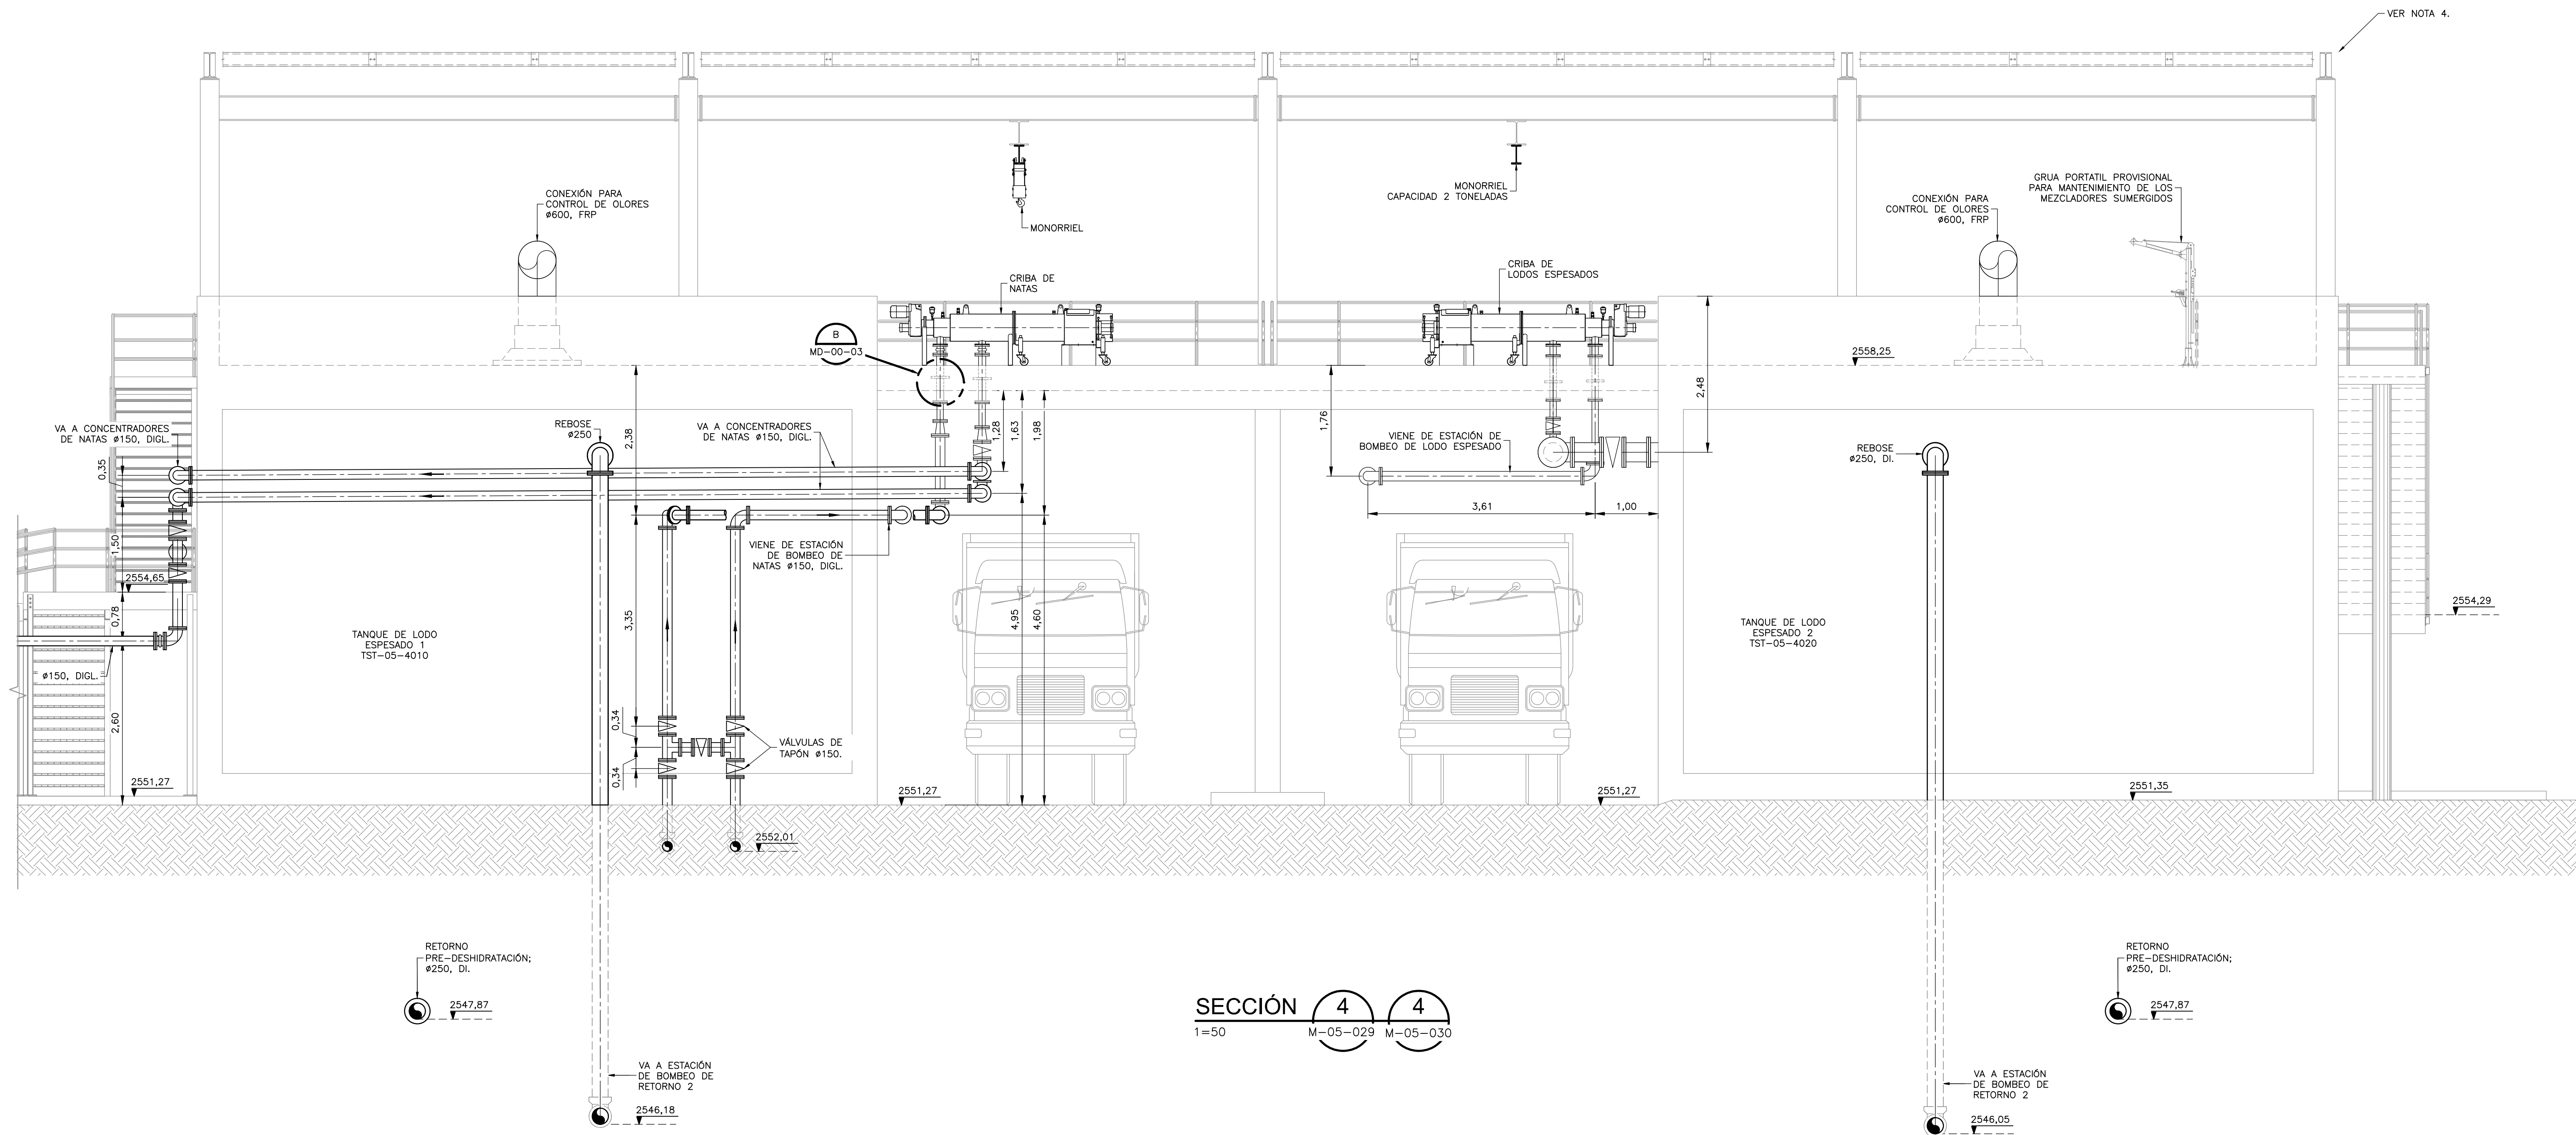 VER NOTA 4.
CONEXIÓN PARA
CONTROL DE OLORES
ø600, FRP
MONORRIEL
MONORRIEL
CAPACIDAD 2 TONELADAS
CONEXIÓN PARA
CONTROL DE OLORES
ø600, FRP
GRUA PORTATIL PROVISIONAL
PARA MANTENIMIENTO DE LOS
MEZCLADORES SUMERGIDOS
CRIBA DE
NATAS
CRIBA DE
LODOS ESPESADOS
B
MD-00-03
2558,25
2,48
1,76
2,38
1,28
1,63
1,98
VA A CONCENTRADORES
DE NATAS ø150, DIGL.
REBOSE
ø250
VA A CONCENTRADORES
DE NATAS ø150, DIGL.
VIENE DE ESTACIÓN DE
BOMBEO DE LODO ESPESADO
REBOSE
ø250, DI.
0,35
3,61
1,00
1,50
VIENE DE ESTACIÓN
DE BOMBEO DE
NATAS ø150, DIGL.
2554,65
0,78
3,35
4,95
4,60
2554,29
TANQUE DE LODO
ESPESADO 1
TST-05-4010
TANQUE DE LODO
ESPESADO 2
TST-05-4020
ø150, DIGL.
2,60
0,34
0,34
VÁLVULAS DE
TAPÓN ø150.
2551,27
2551,27
2551,27
2551,35
2552,01
RETORNO
PRE-DESHIDRATACIÓN;
ø250, DI.
2547,87
RETORNO
PRE-DESHIDRATACIÓN;
ø250, DI.
2547,87
SECCIÓN
1=50
4
M-05-029
4
M-05-030
VA A ESTACIÓN
DE BOMBEO DE
RETORNO 2
2546,18
VA A ESTACIÓN
DE BOMBEO DE
RETORNO 2
2546,05